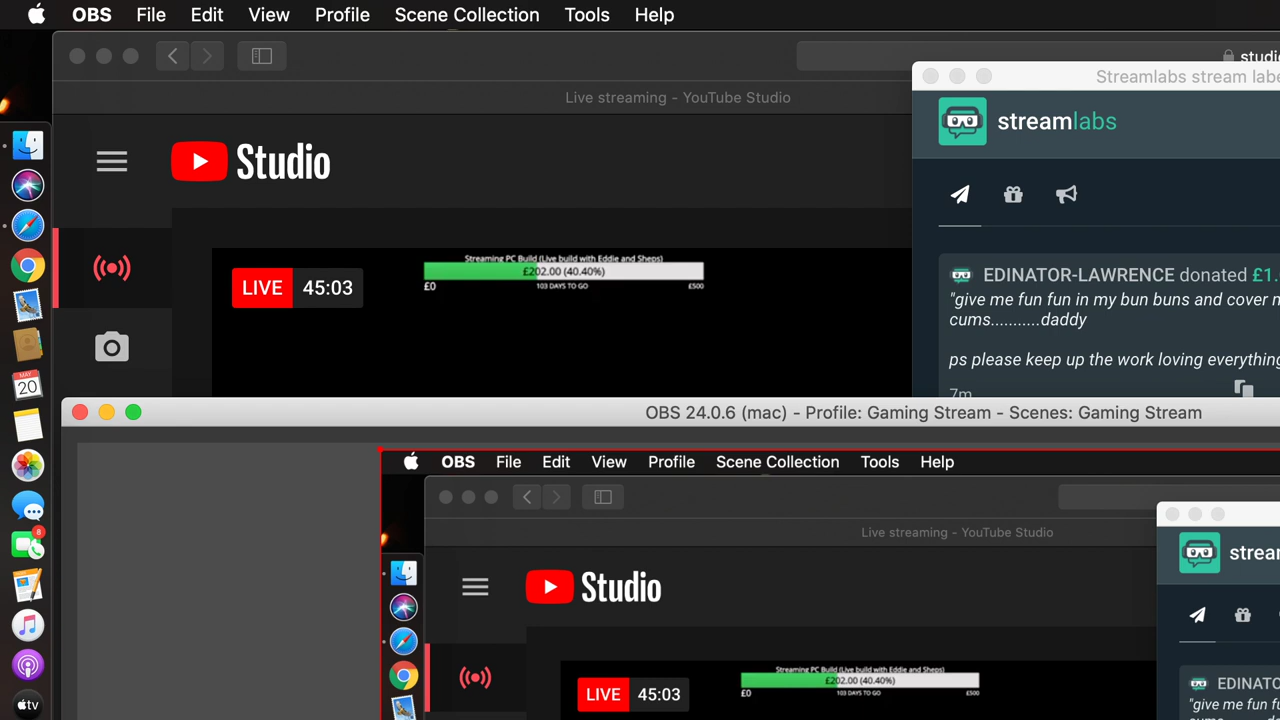 OBS File Edit View Profile Scene Collection Tools Help
studi
Live streaming - YouTube Studio
Streamlabs stream labe
streamlabs
Studio
LIVE 45:03
Streaming PC Build (Live build with Eddie and Sheps)
£202.00 (40.40%)
£0 103 DAYS TO GO £500
EDINATOR-LAWRENCE donated £1.
"give me fun fun in my bun buns and cover m
cums...........daddy
ps please keep up the work loving everything
7m
MAY
20
8
tv
OBS 24.0.6 (mac) - Profile: Gaming Stream - Scenes: Gaming Stream
OBS File Edit View Profile Scene Collection Tools Help
Live streaming - YouTube Studio
strea
Studio
LIVE 45:03
Streaming PC Build (Live build with Eddie and Sheps)
£202.00 (40.40%)
£0 103 DAYS TO GO £500
EDINATO
"give me fun fu